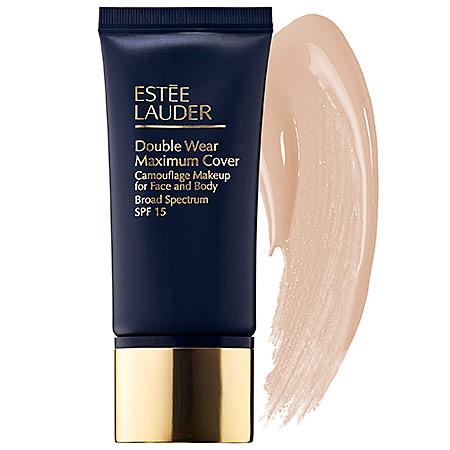 ESTĒE
LAUDER
Double Wear
Maximum Cover
Camouflage Makeup
for Face and Body
Broad Spectrum
SPF 15